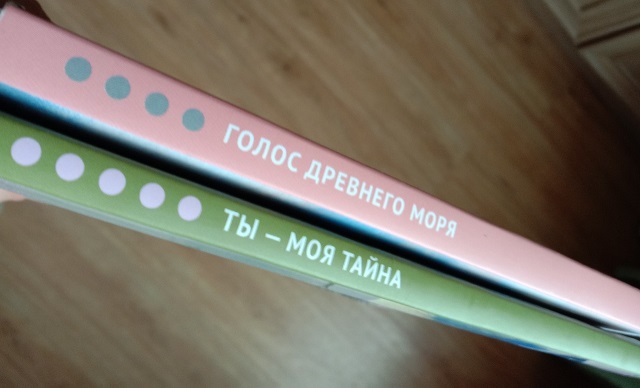 ГОЛОС ДРЕВНЕГО МОРЯ
ТЫ — МОЯ ТАЙНА